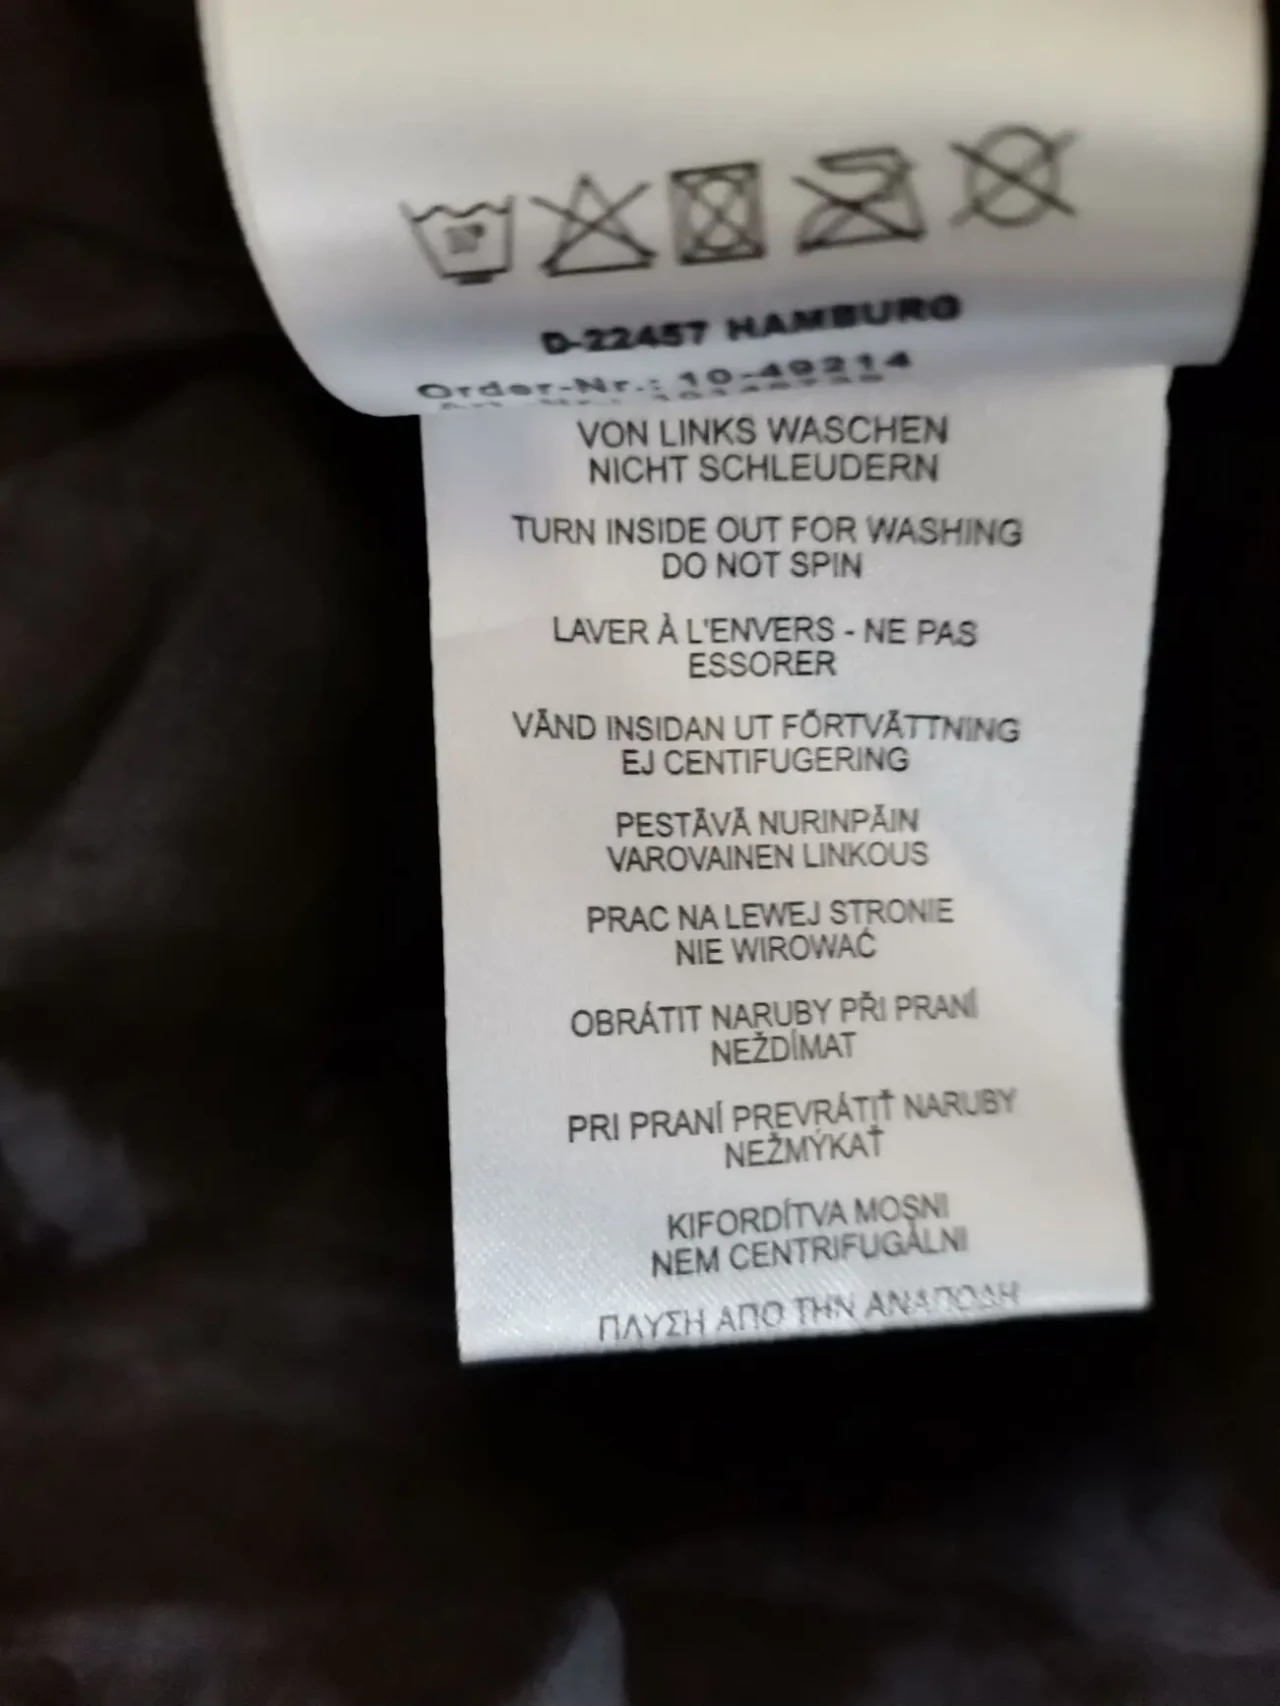 D-22457 HAMBURG
Order-Nr.: 10-49214
VON LINKS WASCHEN
NICHT SCHLEUDERN
TURN INSIDE OUT FOR WASHING
DO NOT SPIN
LAVER À L'ENVERS - NE PAS
ESSORER
VÄND INSIDAN UT FÖRTVÄTTNING
EJ CENTIFUGERING
PESTÄVÄ NURINPÄIN
VAROVAINEN LINKOUS
PRAC NA LEWEJ STRONIE
NIE WIROWAĆ
OBRÁTIT NARUBY PŘI PRANÍ
NEŽDÍMAT
PRI PRANÍ PREVRÁTIŤ NARUBY
NEŽMÝKAŤ
KIFORDÍTVA MOSNI
NEM CENTRIFUGÁLNI
ΠΛΥΣΗ ΑΠΟ ΤΗΝ ΑΝΑΠΟΔΗ